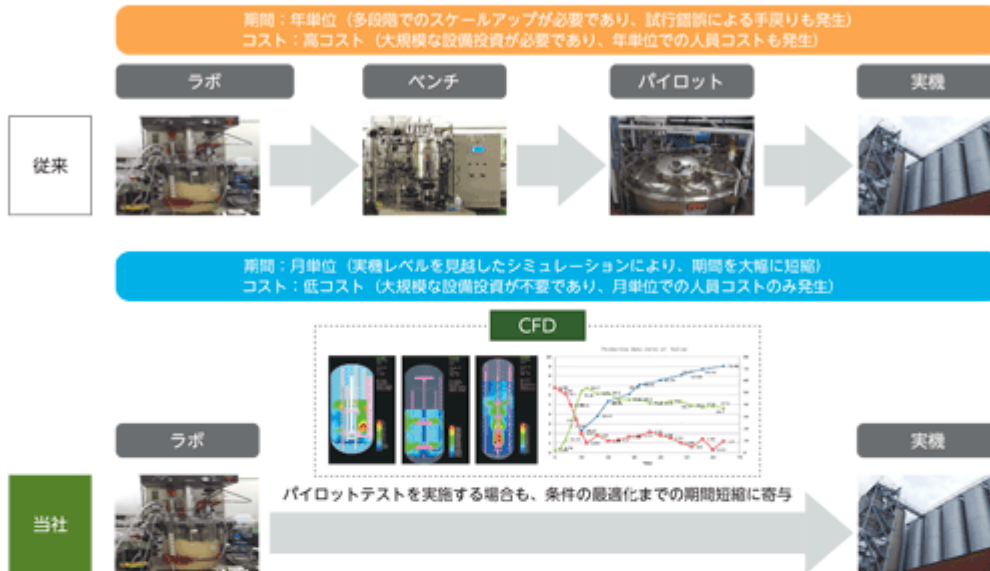 期間：年単位（多段階でのスケールアップが必要であり、試行錯誤による手戻りも発生）
コスト：高コスト（大規模な設備投資が必要であり、年単位での人員コストも発生）
ラボ
ベンチ
パイロット
実機
従来
期間：月単位（実機レベルを見越したシミュレーションにより、期間を大幅に短縮）
コスト：低コスト（大規模な設備投資が不要であり、月単位での人員コストのみ発生）
CFD
ラボ
実機
パイロットテストを実施する場合も、条件の最適化までの期間短縮に寄与
当社